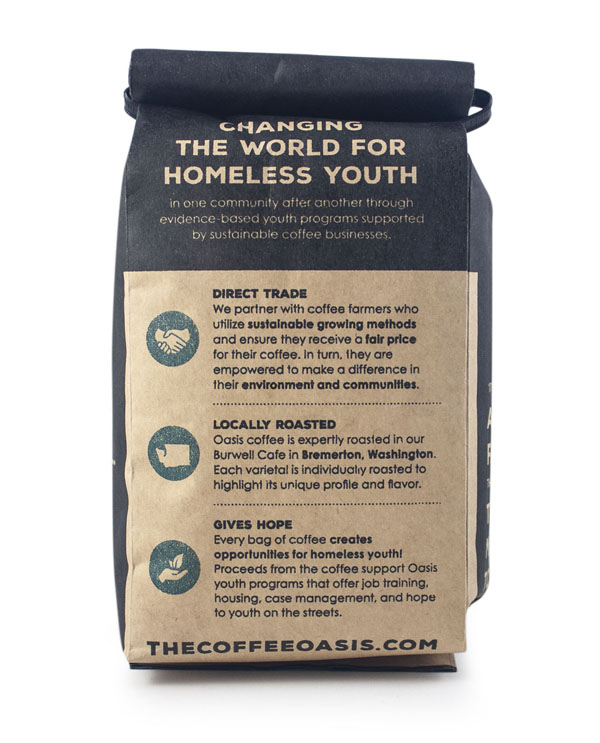 CHANGING
THE WORLD FOR
HOMELESS YOUTH
in one community after another through
evidence-based youth programs supported
by sustainable coffee businesses.
DIRECT TRADE
We partner with coffee farmers who
utilize sustainable growing methods
and ensure they receive a fair price
for their coffee. In turn, they are
empowered to make a difference in
their environment and communities.
LOCALLY ROASTED
Oasis coffee is expertly roasted in our
Burwell Cafe in Bremerton, Washington.
Each varietal is individually roasted to
highlight its unique profile and flavor.
GIVES HOPE
Every bag of coffee creates
opportunities for homeless youth!
Proceeds from the coffee support Oasis
youth programs that offer job training,
housing, case management, and hope
to youth on the streets.
THECOFFEEOASIS.COM